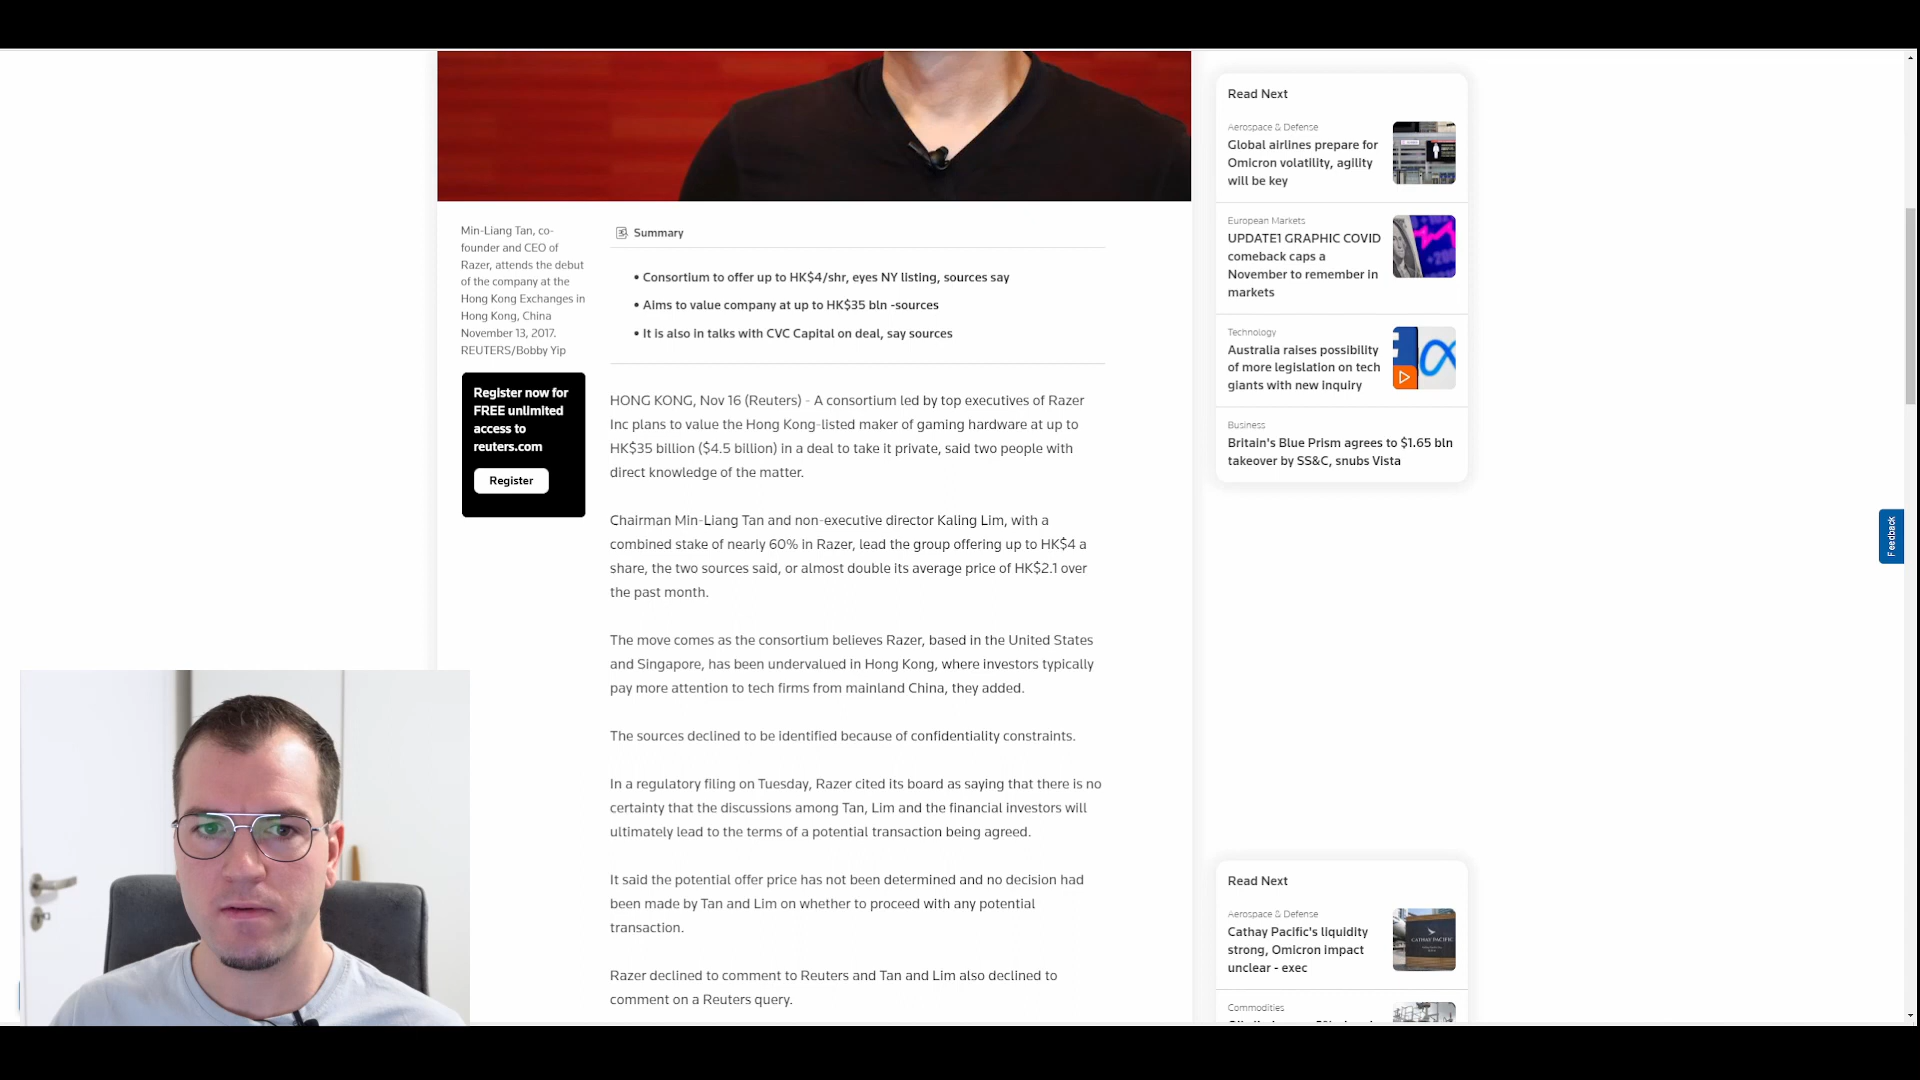 Min-Liang Tan, co-
founder and CEO of
Razer, attends the debut
of the company at the
Hong Kong Exchanges in
Hong Kong, China
November 13, 2017.
REUTERS/Bobby Yip
Register now for
FREE unlimited
access to
reuters.com
Register
Summary
• Consortium to offer up to HK$4/shr, eyes NY listing, sources say
• Aims to value company at up to HK$35 bln -sources
• It is also in talks with CVC Capital on deal, say sources
HONG KONG, Nov 16 (Reuters) - A consortium led by top executives of Razer
Inc plans to value the Hong Kong-listed maker of gaming hardware at up to
HK$35 billion ($4.5 billion) in a deal to take it private, said two people with
direct knowledge of the matter.
Chairman Min-Liang Tan and non-executive director Kaling Lim, with a
combined stake of nearly 60% in Razer, lead the group offering up to HK$4 a
share, the two sources said, or almost double its average price of HK$2.1 over
the past month.
The move comes as the consortium believes Razer, based in the United States
and Singapore, has been undervalued in Hong Kong, where investors typically
pay more attention to tech firms from mainland China, they added.
The sources declined to be identified because of confidentiality constraints.
In a regulatory filing on Tuesday, Razer cited its board as saying that there is no
certainty that the discussions among Tan, Lim and the financial investors will
ultimately lead to the terms of a potential transaction being agreed.
It said the potential offer price has not been determined and no decision had
been made by Tan and Lim on whether to proceed with any potential
transaction.
Razer declined to comment to Reuters and Tan and Lim also declined to
comment on a Reuters query.
Read Next
Aerospace & Defense
Global airlines prepare for
Omicron volatility, agility
will be key
European Markets
UPDATE1 GRAPHIC COVID
comeback caps a
November to remember in
markets
Technology
Australia raises possibility
of more legislation on tech
giants with new inquiry
Business
Britain's Blue Prism agrees to $1.65 bln
takeover by SS&C, snubs Vista
Feedback
Read Next
Aerospace & Defense
Cathay Pacific's liquidity
strong, Omicron impact
unclear - exec
CATHAY PACIFIC
Commodities